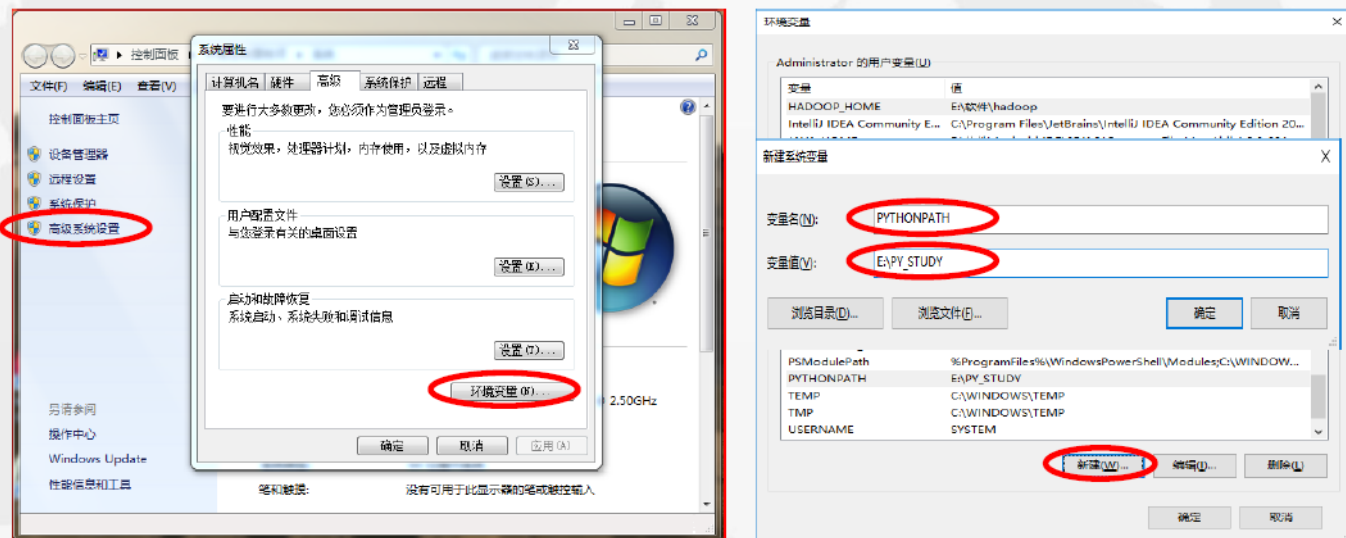 控制面板
文件(F) 编辑(E) 查看(V)
控制面板主页
设备管理器
远程设置
系统保护
高级系统设置
另请参阅
操作中心
Windows Update
性能信息和工具
系统属性
计算机名 硬件 高级 系统保护 远程
要进行大多数更改，您必须作为管理员登录。
性能
视觉效果，处理器计划，内存使用，以及虚拟内存
设置(S)...
用户配置文件
与您登录有关的桌面设置
设置(E)...
启动和故障恢复
系统启动、系统失败和调试信息
设置(T)...
环境变量(N)...
确定 取消 应用(A)
2.50GHz
笔和触摸: 没有可用于此显示器的笔或触控输入
环境变量
Administrator 的用户变量(U)
变量 值
HADOOP_HOME E:\软件\hadoop
IntelliJ IDEA Community E... C:\Program Files\JetBrains\IntelliJ IDEA Community Edition 20...
新建系统变量
变量名(N): PYTHONPATH
变量值(V): E:\PY_STUDY
浏览目录(D)... 浏览文件(F)... 确定 取消
PSModulePath %ProgramFiles%\WindowsPowerShell\Modules;C:\WINDOW...
PYTHONPATH E:\PY_STUDY
TEMP C:\WINDOWS\TEMP
TMP C:\WINDOWS\TEMP
USERNAME SYSTEM
新建(W)... 编辑(I)... 删除(L)
确定 取消